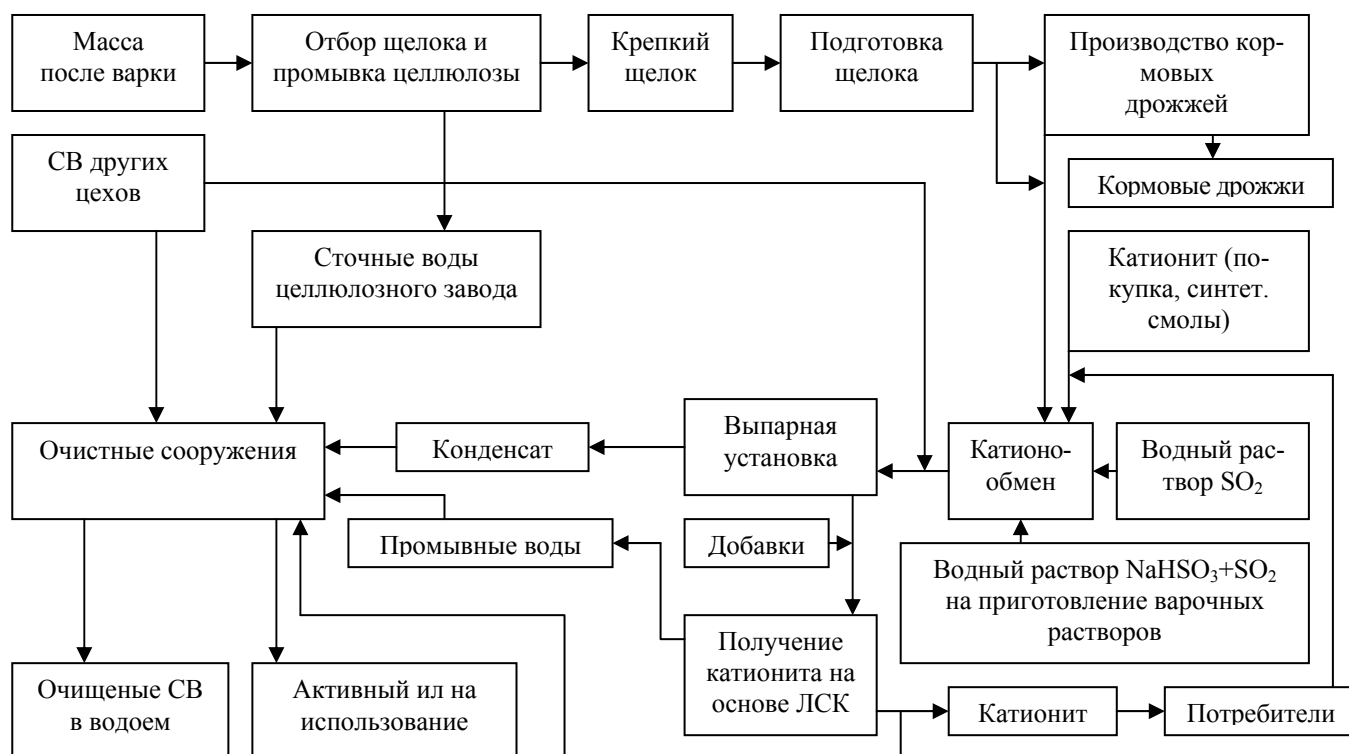 Масса
после варки
Отбор щелока и
промывка целлюлозы
Крепкий
щелок
Подготовка
щелока
Производство кор-
мовых
дрожжей
СВ других
цехов
Кормовые дрожжи
Сточные воды
целлюлозного завода
Катионит (по-
купка, синтет.
смолы)
Очистные сооружения
Конденсат
Выпарная
установка
Катионо-
обмен
Водный рас-
твор SO₂
Промывные воды
Добавки
Водный раствор NaHSO₃+SO₂
на приготовление варочных
растворов
Получение
катионита на
основе ЛСК
Очищеные СВ
в водоем
Активный ил на
использование
Катионит
Потребители